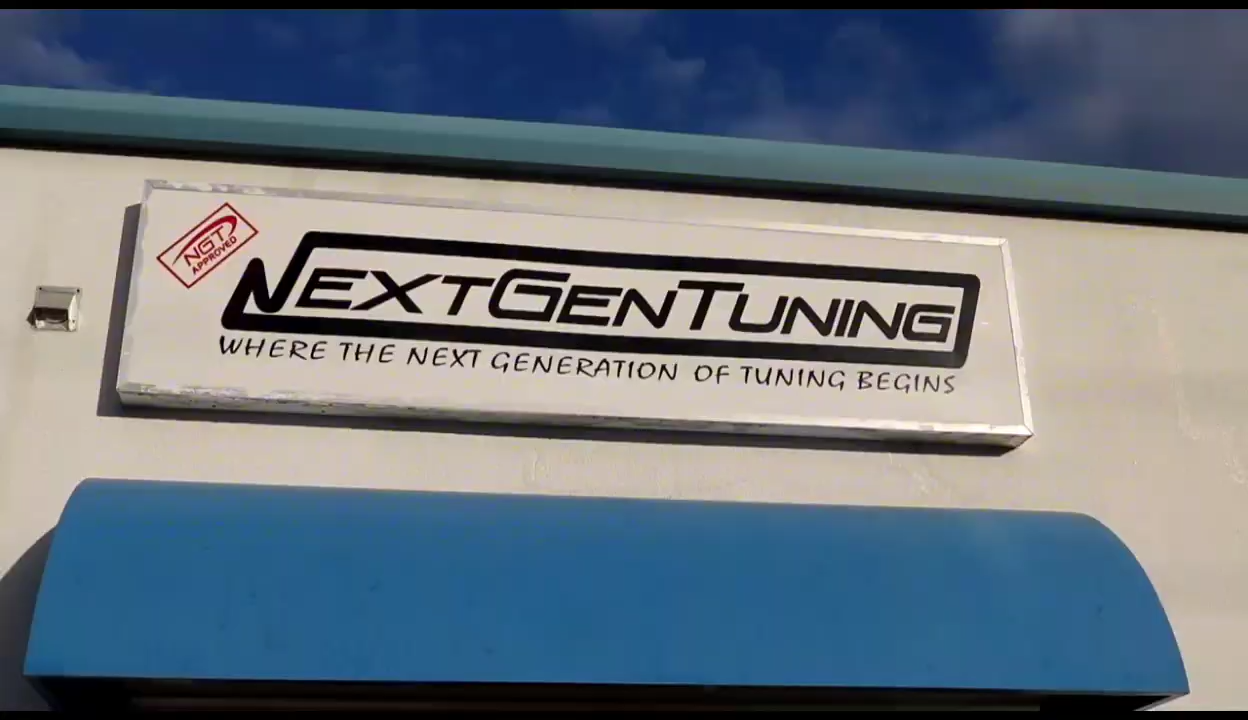 NGT
APPROVED
NEXTGENTUNING
WHERE THE NEXT GENERATION OF TUNING BEGINS